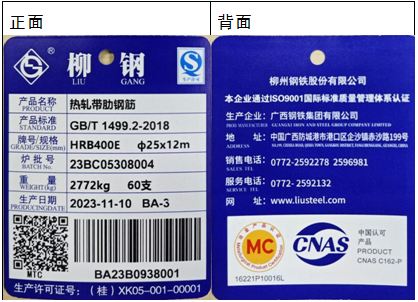 正面
背面
柳 钢
LIU GANG
产品名称
PRODUCT
热轧带肋钢筋
产品标准
STANDARD
GB/T 1499.2-2018
牌号/规格
GRADE/SIZE(mm)
HRB400E φ25x12m
炉批号
BATCH NO.
23BC05308004
重量
WEIGHT(kg)
2772kg 60支
生产日期
PRODUCINGDATE
2023-11-10 BA-3
MTC
BA23B0938001
生产许可证号：(桂) XK05-001-00001
柳州钢铁股份有限公司
本企业通过ISO9001国际标准质量管理体系认证
生产企业：广西钢铁集团有限公司
地 址：中国广西防城港市港口区企沙镇赤沙路196号
销售电话：0772-2592278 2596981
SALES TEL
服务电话：0772- 2592132
SERVICE TEL
网 址：www.liusteel.com
MC
16221P10016L
CNAS
中国认可
产品
PRODUCT
CNAS C162-P